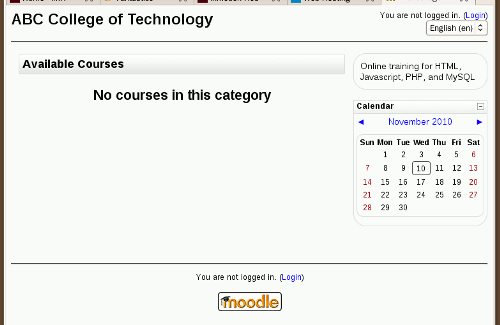 ABC College of Technology
You are not logged in. (Login)
English (en)
Available Courses
No courses in this category
Online training for HTML,
Javascript, PHP, and MySQL
Calendar
November 2010
Sun Mon Tue Wed Thu Fri Sat
1 2 3 4 5 6
7 8 9 10 11 12 13
14 15 16 17 18 19 20
21 22 23 24 25 26 27
28 29 30
You are not logged in. (Login)
moodle